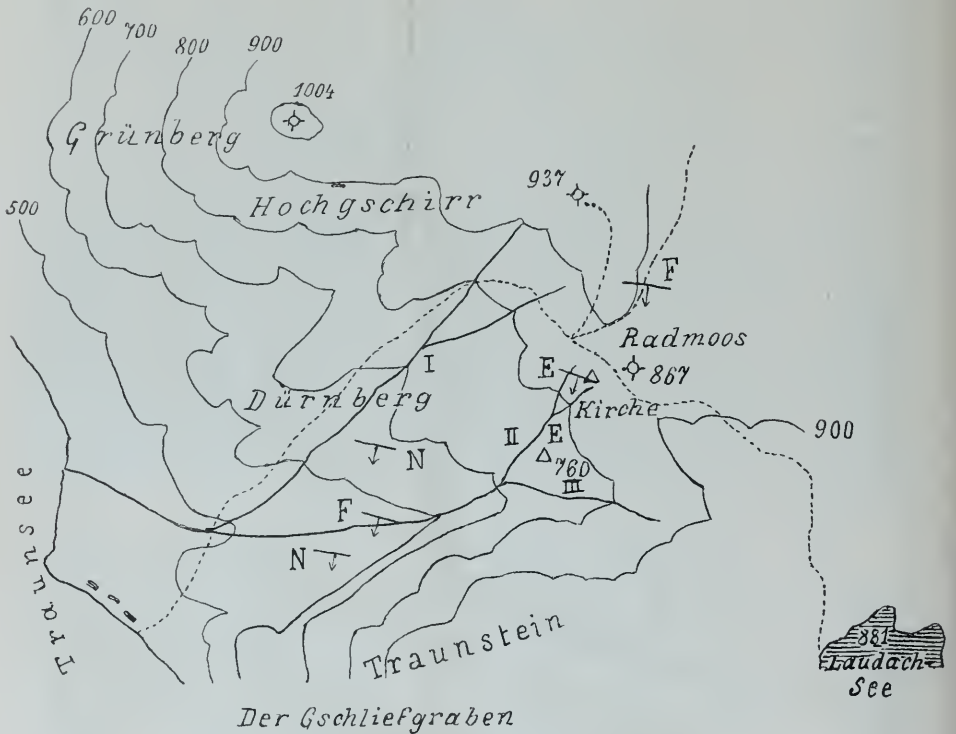 600
700
800
900
1004
Grünberg
937
Hochgschirr
500
F
Radmoos
I
E
867
Dürnberg
Kirche
II
E
900
N
760
III
F
N
Traunsee
Traunstein
881
Laudach-
See
Der Gschliefgraben